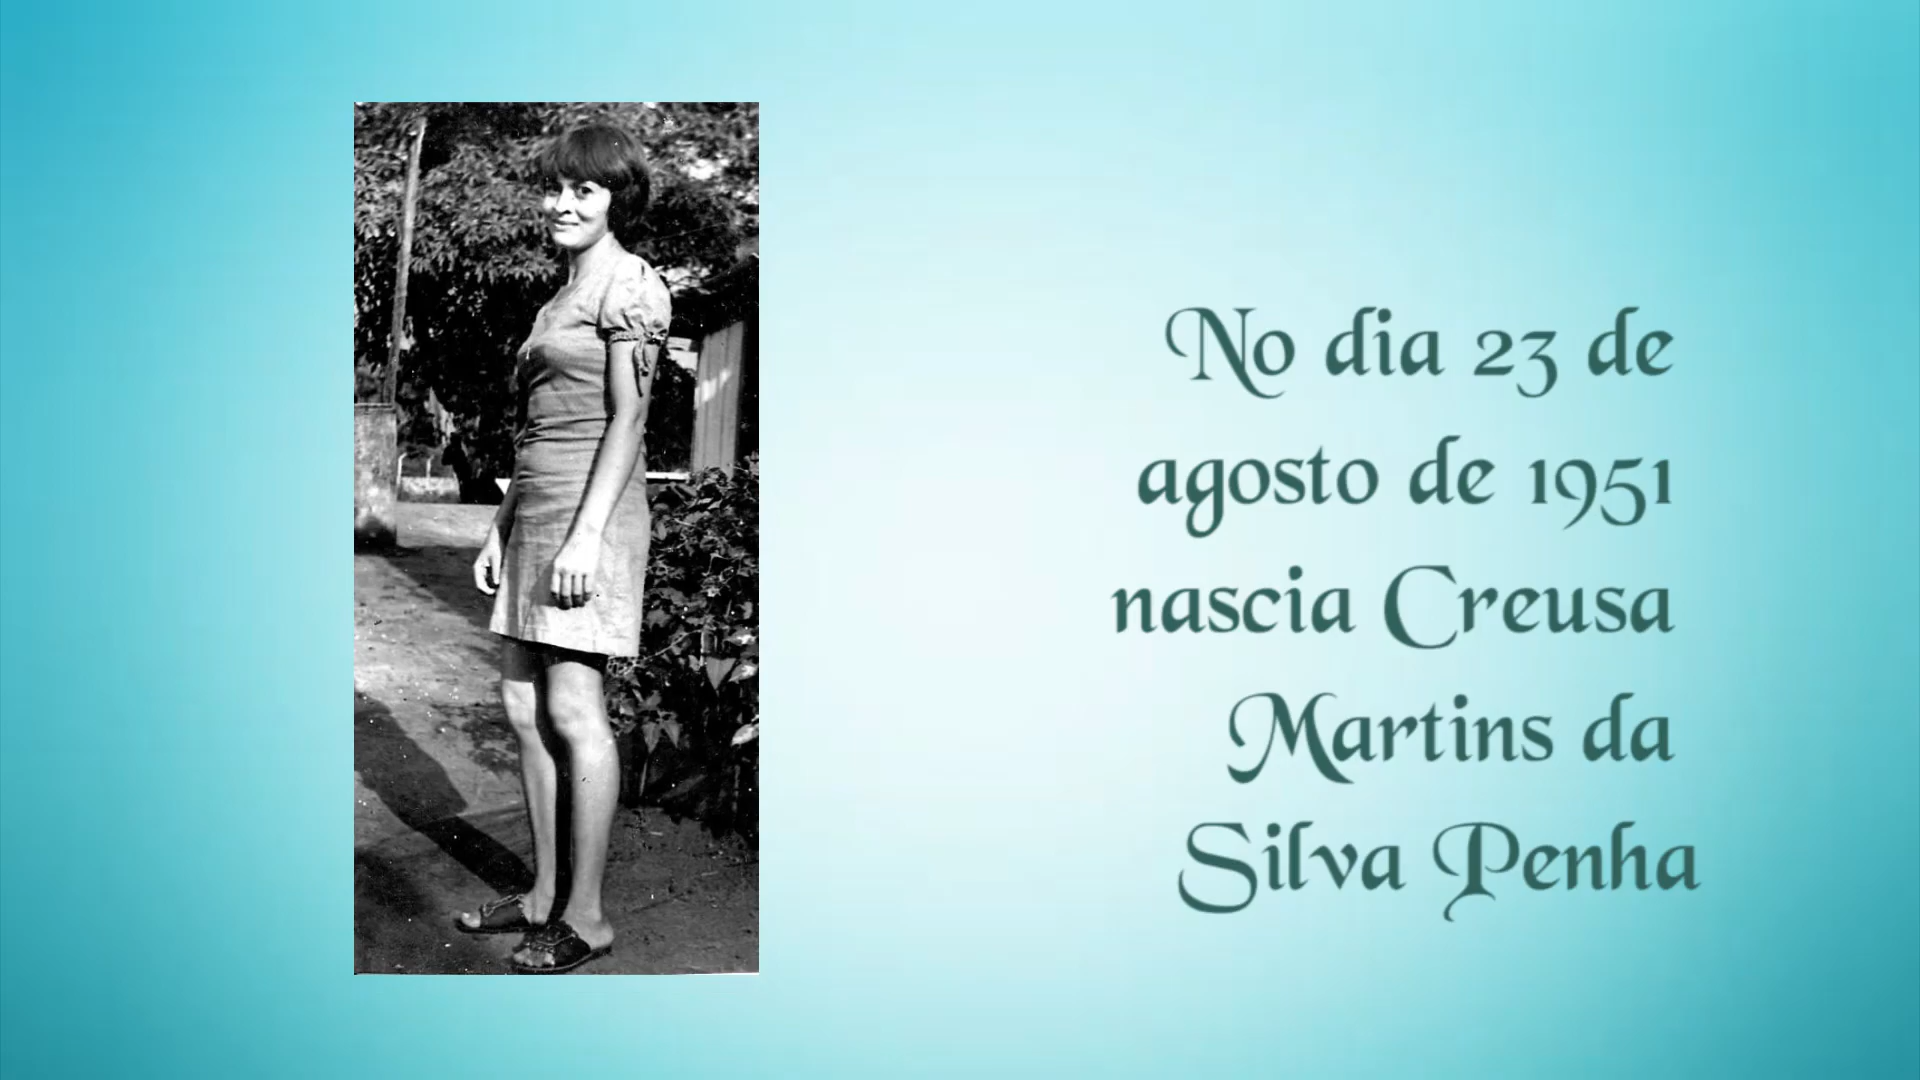 No dia 23 de
agosto de 1951
nascia Creusa
Martins da
Silva Penha